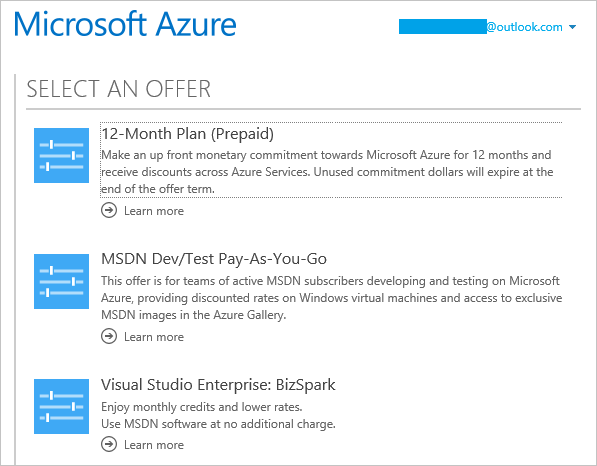 Microsoft Azure
@outlook.com
SELECT AN OFFER
12-Month Plan (Prepaid)
Make an up front monetary commitment towards Microsoft Azure for 12 months and
receive discounts across Azure Services. Unused commitment dollars will expire at the
end of the offer term.
Learn more
MSDN Dev/Test Pay-As-You-Go
This offer is for teams of active MSDN subscribers developing and testing on Microsoft
Azure, providing discounted rates on Windows virtual machines and access to exclusive
MSDN images in the Azure Gallery.
Learn more
Visual Studio Enterprise: BizSpark
Enjoy monthly credits and lower rates.
Use MSDN software at no additional charge.
Learn more